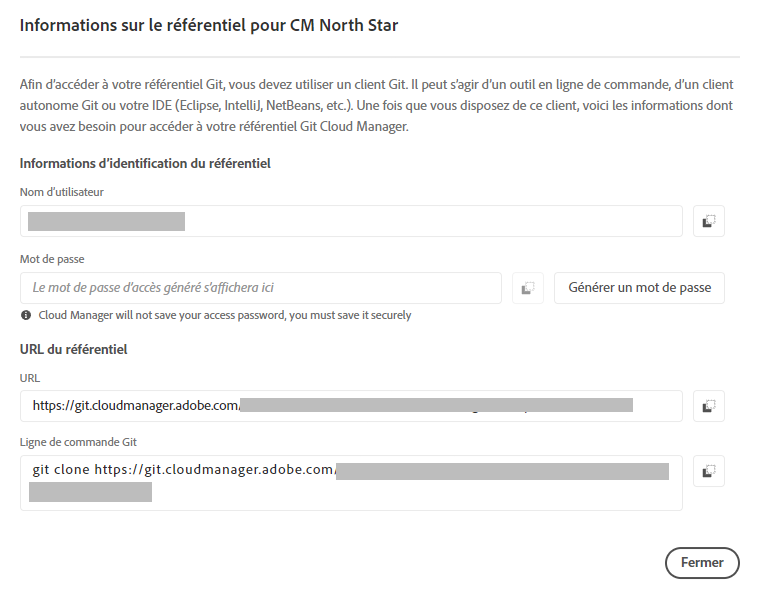 Informations sur le référentiel pour CM North Star
Afin d’accéder à votre référentiel Git, vous devez utiliser un client Git. Il peut s’agir d’un outil en ligne de commande, d’un client
autonome Git ou votre IDE (Eclipse, IntelliJ, NetBeans, etc.). Une fois que vous disposez de ce client, voici les informations dont
vous avez besoin pour accéder à votre référentiel Git Cloud Manager.
Informations d’identification du référentiel
Nom d’utilisateur
Mot de passe
Le mot de passe d’accès généré s’affichera ici
Générer un mot de passe
Cloud Manager will not save your access password, you must save it securely
URL du référentiel
URL
https://git.cloudmanager.adobe.com/
Ligne de commande Git
git clone https://git.cloudmanager.adobe.com/
Fermer